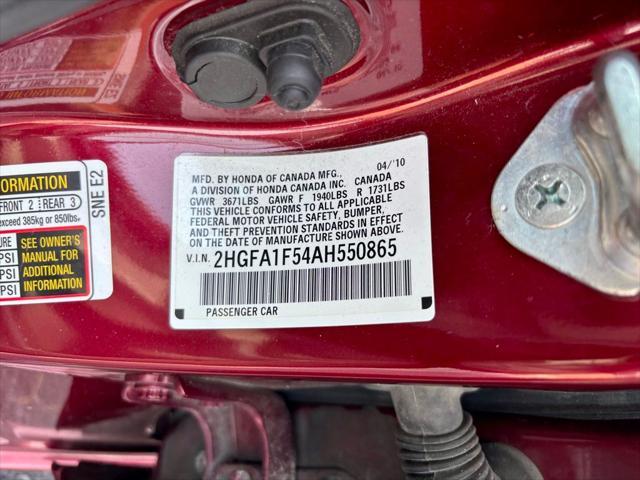 NFORMATION
FRONT 2 REAR 3
exceed 385kg or 850lbs.
SNE E2
URE
PSI
PSI
PSI
SEE OWNER'S
MANUAL FOR
ADDITIONAL
INFORMATION
MFD. BY HONDA OF CANADA MFG., 04/'10
A DIVISION OF HONDA CANADA INC. CANADA
GVWR 3671LBS GAWR F 1940LBS R 1731LBS
THIS VEHICLE CONFORMS TO ALL APPLICABLE
FEDERAL MOTOR VEHICLE SAFETY, BUMPER,
AND THEFT PREVENTION STANDARDS IN EFFECT
ON THE DATE OF MANUFACTURE SHOWN ABOVE.
V.I.N. 2HGFA1F54AH550865
PASSENGER CAR